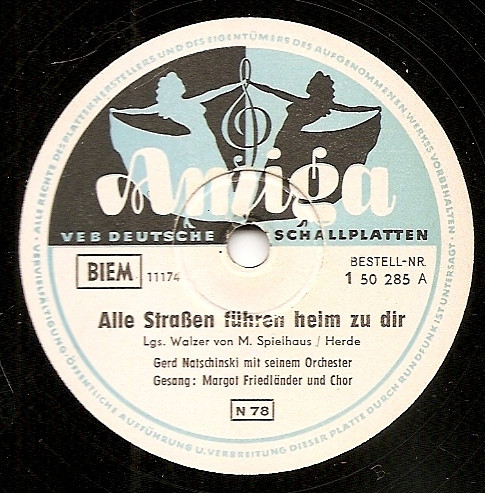 ALLE RECHTE DES PLATTENHERSTELLERS UND DES EIGENTÜMERS DES AUFGENOMMENEN WERKES VORBEHALTEN
Amiga
VEB DEUTSCHE SCHALLPLATTEN
BIEM 11174
BESTELL-NR.
1 50 285 A
Alle Straßen führen heim zu dir
Lgs. Walzer von M. Spielhaus / Herde
Gerd Natschinski mit seinem Orchester
Gesang: Margot Friedländer und Chor
N 78
VERVIELFÄLTIGUNG, ÖFFENTLICHE AUFFÜHRUNG U. VERBREITUNG DIESER PLATTE DURCH RUNDFUNK IST UNTERSAGT